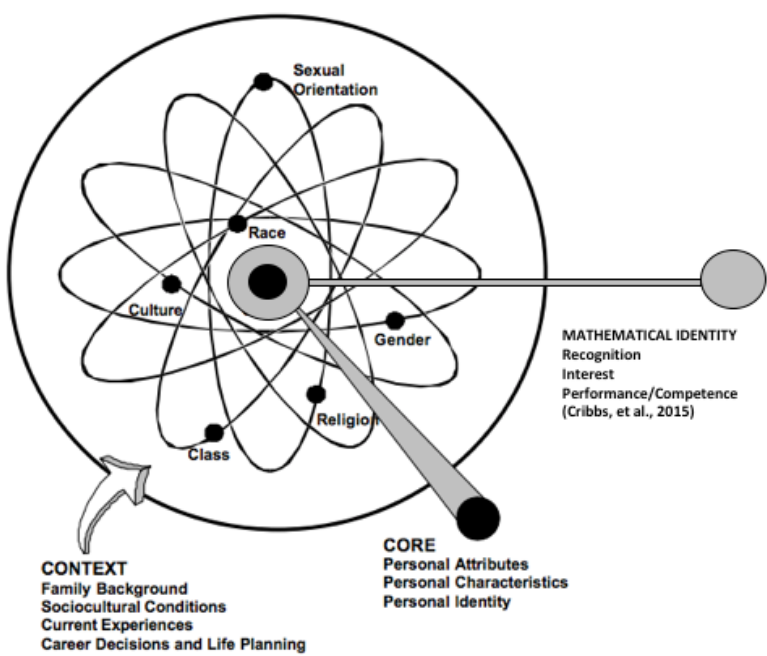 Sexual
Orientation
Race
Culture
Gender
Religion
Class
MATHEMATICAL IDENTITY
Recognition
Interest
Performance/Competence
(Cribbs, et al., 2015)
CORE
Personal Attributes
Personal Characteristics
Personal Identity
CONTEXT
Family Background
Sociocultural Conditions
Current Experiences
Career Decisions and Life Planning